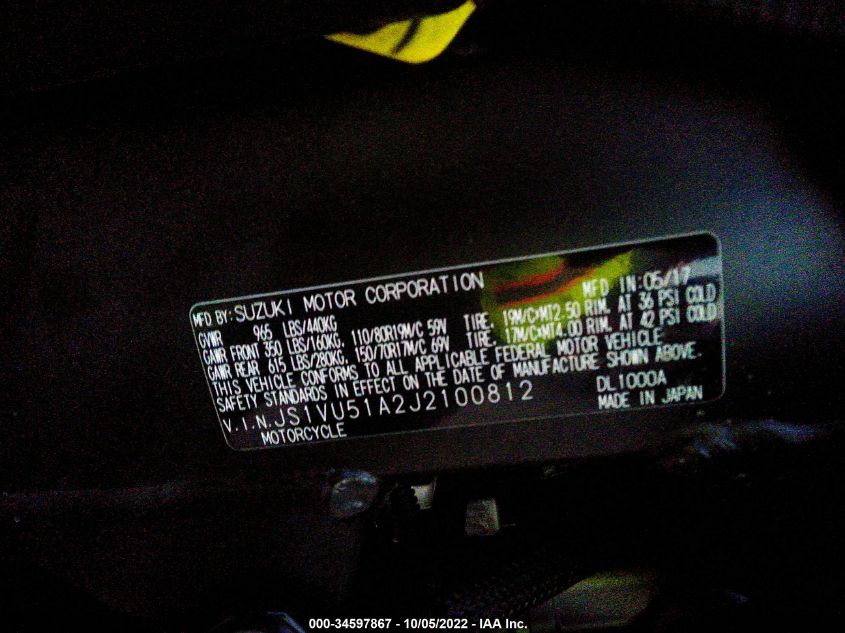 MFD BY: SUZUKI MOTOR CORPORATION MFD IN: 05/17
GVWR 965 LBS/440KG
GAWR FRONT 350 LBS/160KG, 110/80R19M/C 59V TIRE, 19M/C×MT2.50 RIM, AT 36 PSI COLD
GAWR REAR 615 LBS/280KG, 150/70R17M/C 69V TIRE, 17M/C×MT4.00 RIM, AT 42 PSI COLD
THIS VEHICLE CONFORMS TO ALL APPLICABLE FEDERAL MOTOR VEHICLE
SAFETY STANDARDS IN EFFECT ON THE DATE OF MANUFACTURE SHOWN ABOVE.
V.I.N. JS1VU51A2J2100812 DL1000A
MOTORCYCLE MADE IN JAPAN
000-34597867 - 10/05/2022 - IAA Inc.